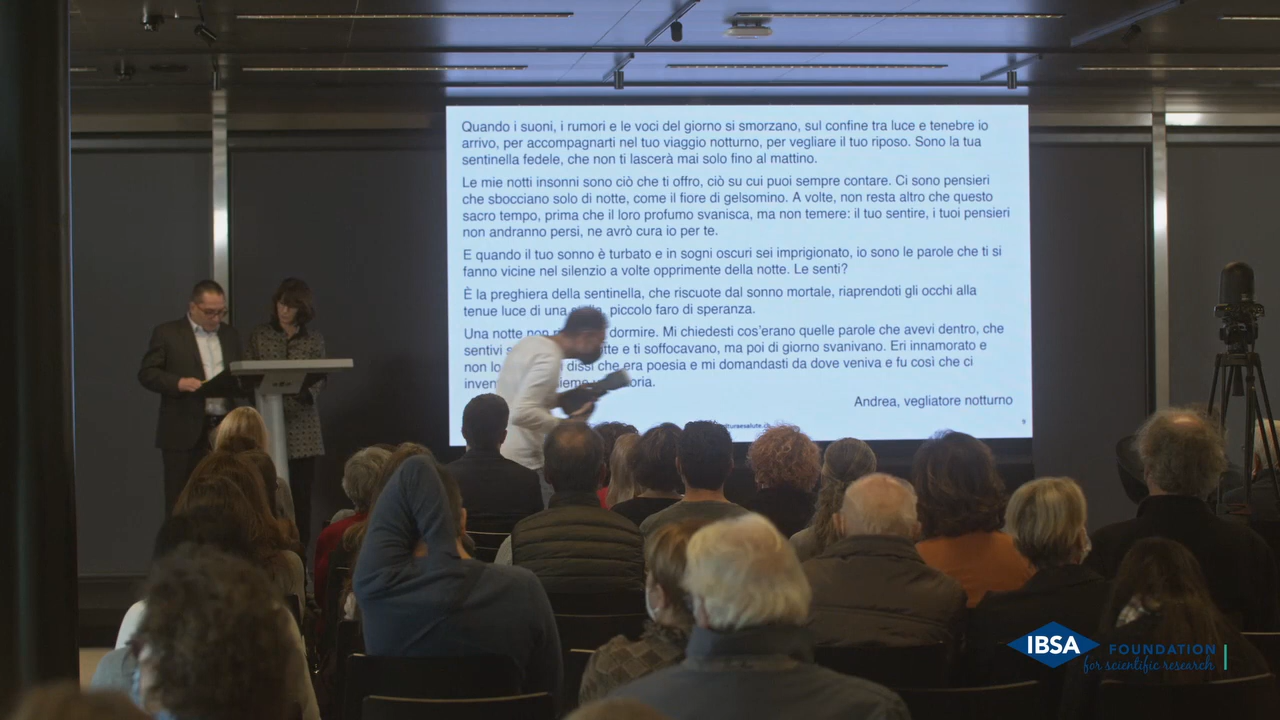 Quando i suoni, i rumori e le voci del giorno si smorzano, sul confine tra luce e tenebre io
arrivo, per accompagnarti nel tuo viaggio notturno, per vegliare il tuo riposo. Sono la tua
sentinella fedele, che non ti lascerà mai solo fino al mattino.
Le mie notti insonni sono ciò che ti offro, ciò su cui puoi sempre contare. Ci sono pensieri
che sbocciano solo di notte, come il fiore di gelsomino. A volte, non resta altro che questo
sacro tempo, prima che il loro profumo svanisca, ma non temere: il tuo sentire, i tuoi pensieri
non andranno persi, ne avrò cura io per te.
E quando il tuo sonno è turbato e in sogni oscuri sei imprigionato, io sono le parole che ti si
fanno vicine nel silenzio a volte opprimente della notte. Le senti?
È la preghiera della sentinella, che riscuote dal sonno mortale, riaprendoti gli occhi alla
tenue luce di una piccolo faro di speranza.
Una notte non dormire. Mi chiedesti cos'erano quelle parole che avevi dentro, che
sentivi e ti soffocavano, ma poi di giorno svanivano. Eri innamorato e
non lo dissi che era poesia e mi domandasti da dove veniva e fu così che ci
Andrea, vegliatore notturno
9
IBSA FOUNDATION
for scientific research